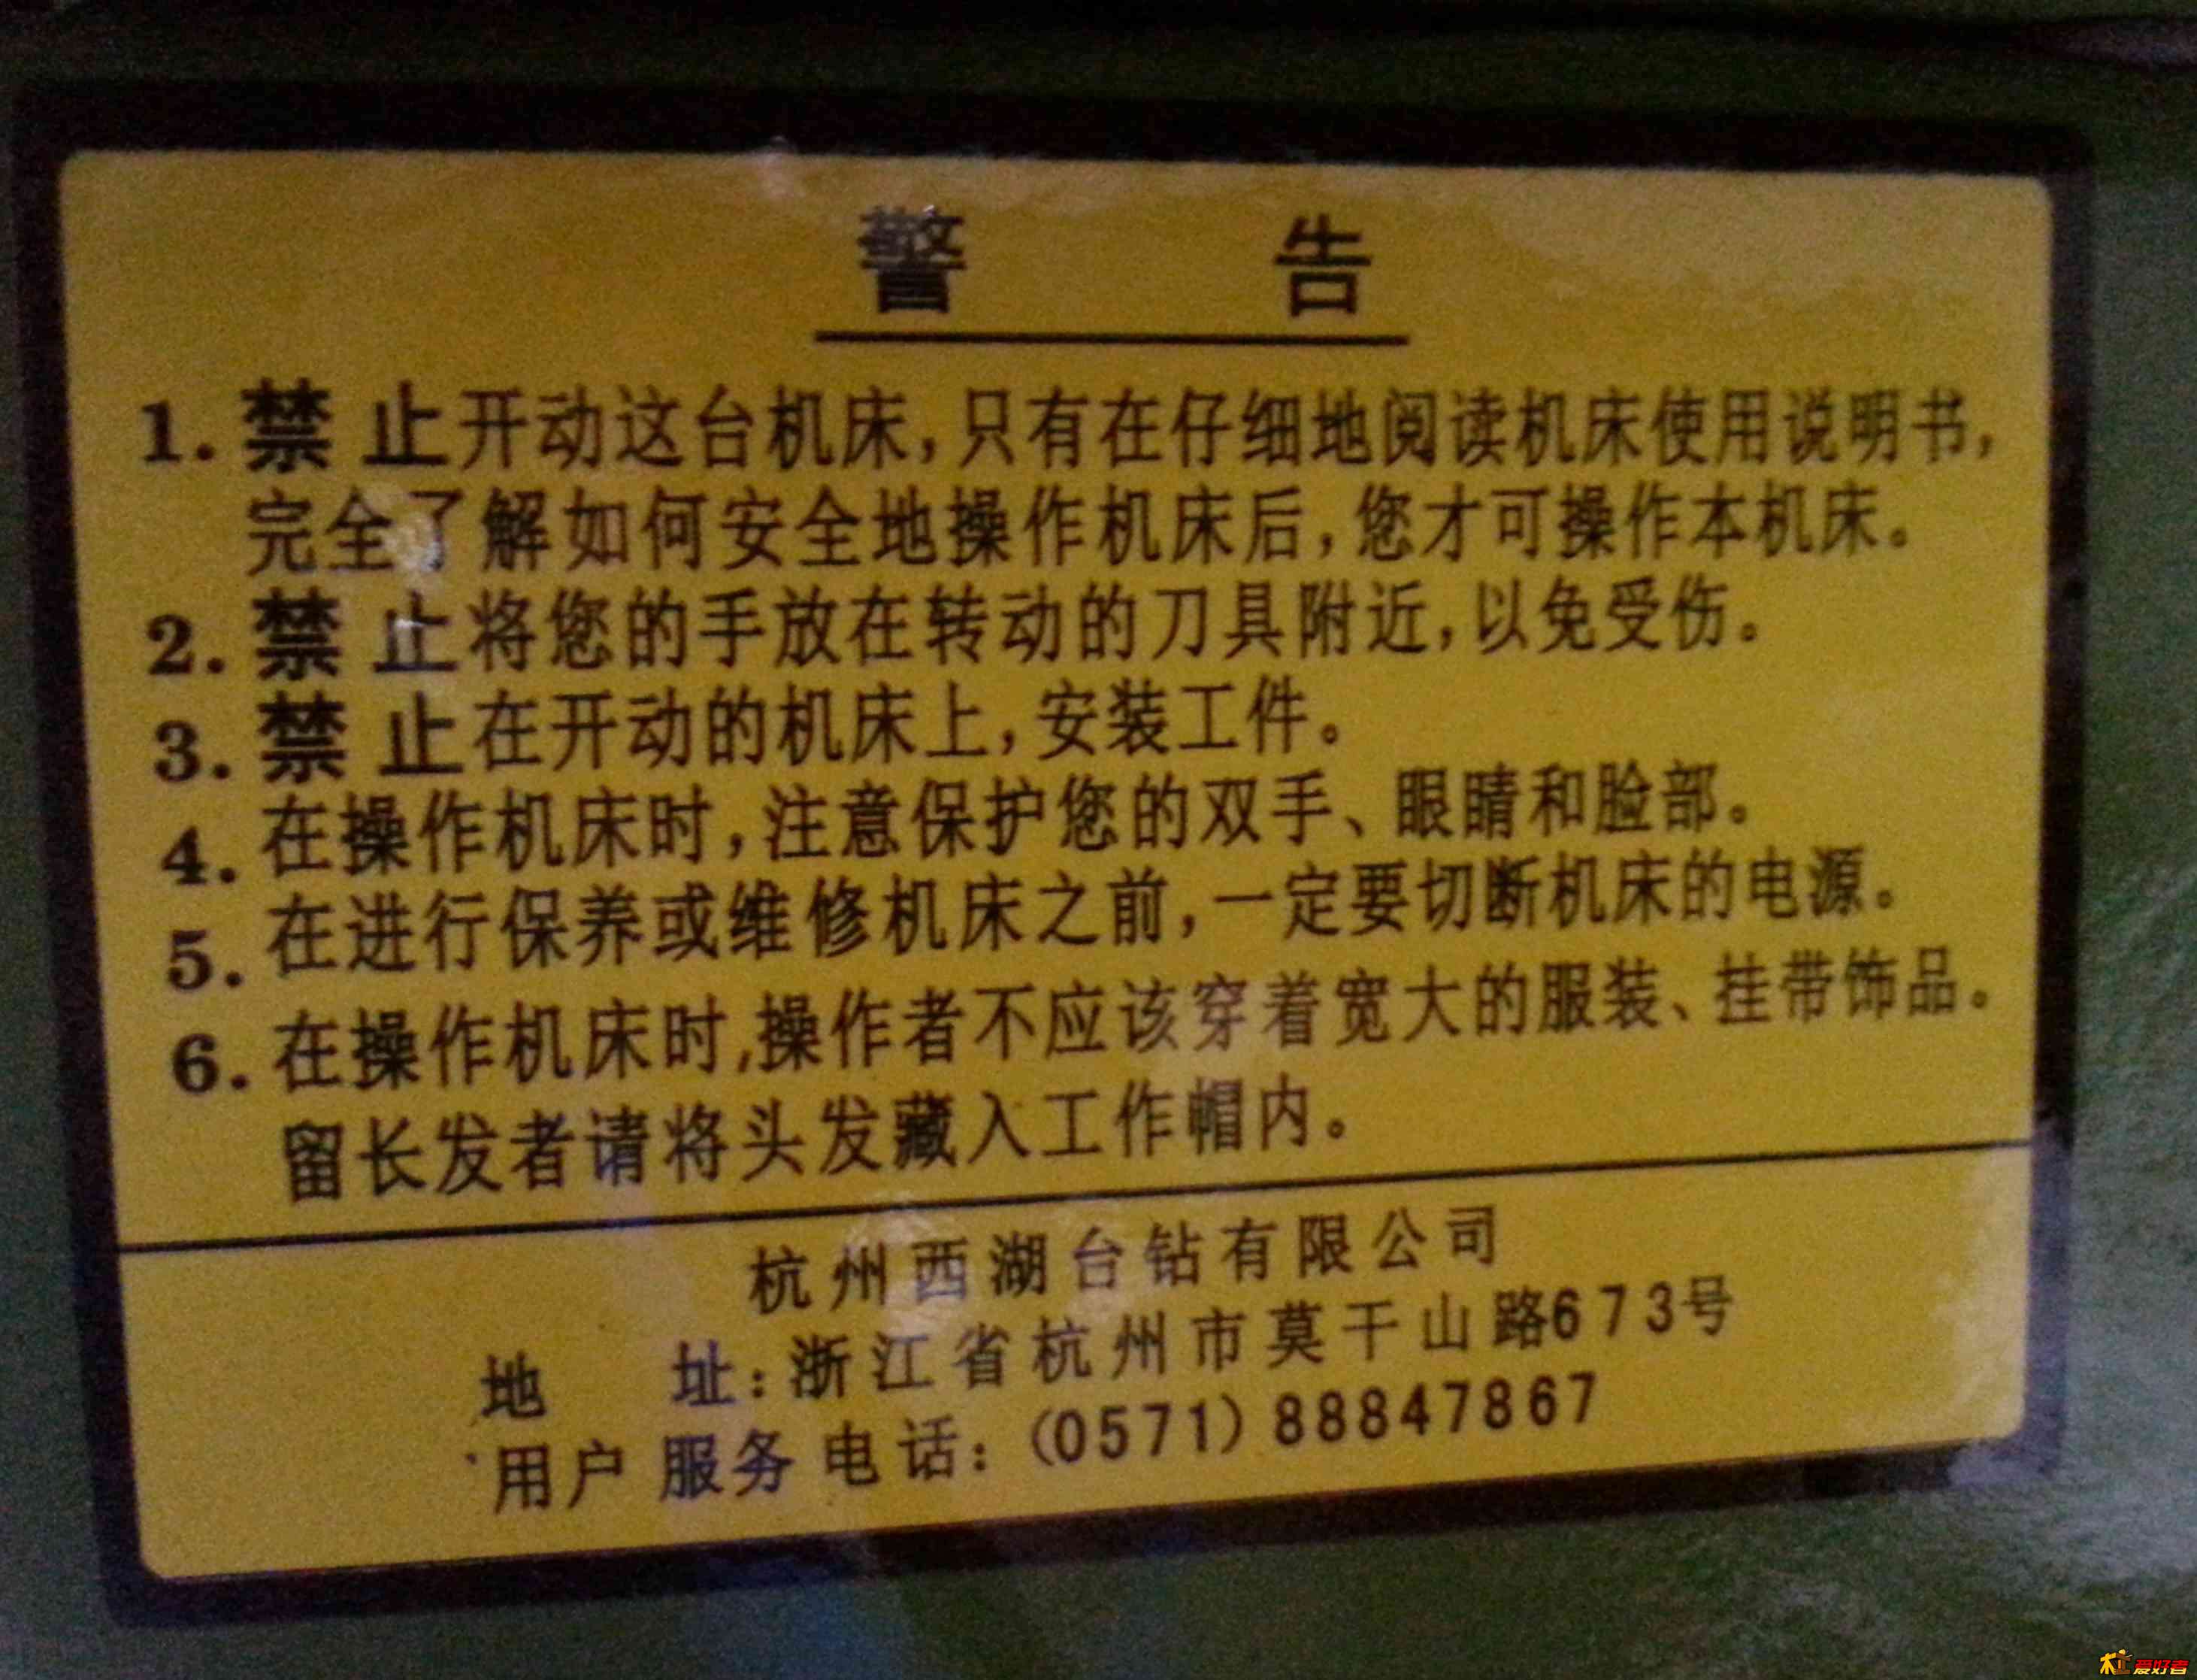 警 告
1. 禁止开动这台机床，只有在仔细地阅读机床使用说明书，
完全了解如何安全地操作机床后，您才可操作本机床。
2. 禁止将您的手放在转动的刀具附近，以免受伤。
3. 禁止在开动的机床上，安装工件。
4. 在操作机床时，注意保护您的双手、眼睛和脸部。
5. 在进行保养或维修机床之前，一定要切断机床的电源。
6. 在操作机床时，操作者不应该穿着宽大的服装、挂带饰品。
留长发者请将头发藏入工作帽内。
杭州西湖台钻有限公司
地 址：浙江省杭州市莫干山路673号
用户服务电话：(0571) 88847867
爱好者